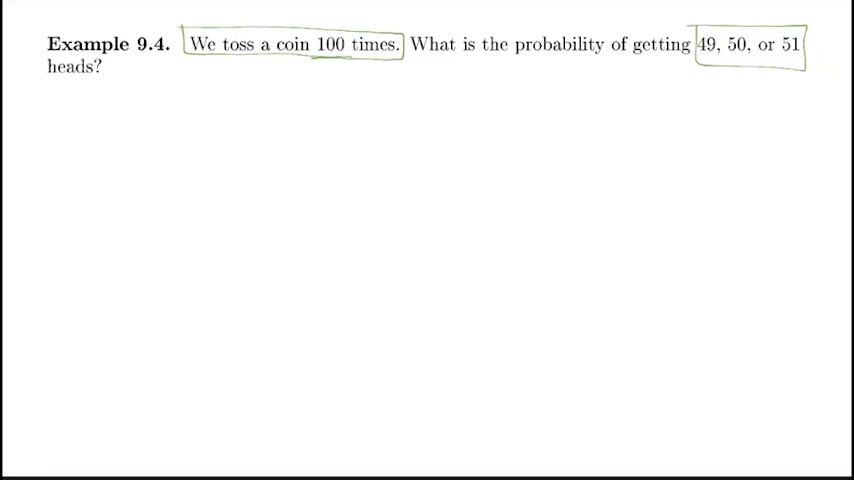 Example 9.4. We toss a coin 100 times. What is the probability of getting 49, 50, or 51
heads?